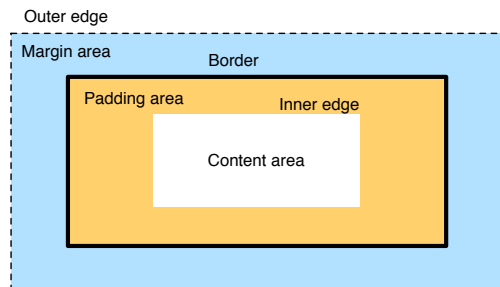 Outer edge
Margin area
Border
Padding area
Inner edge
Content area